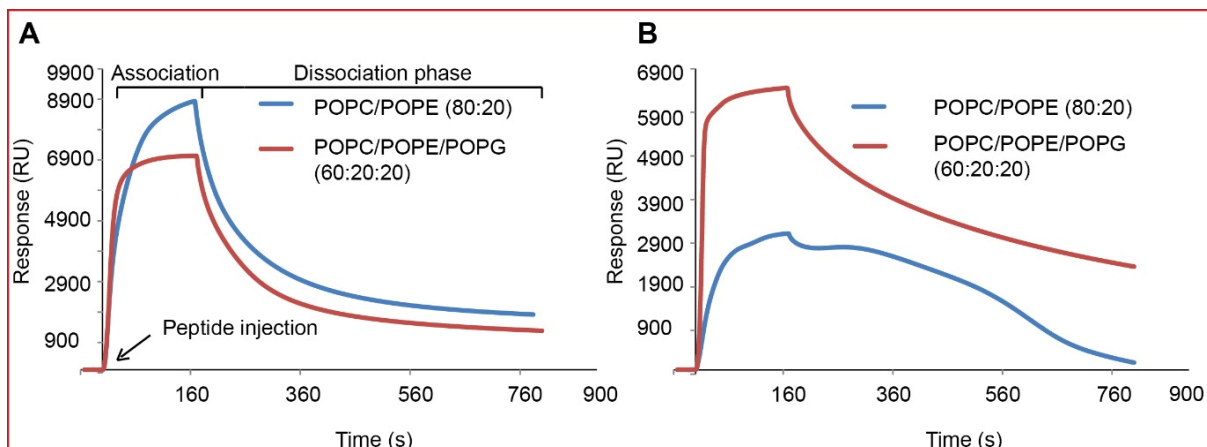 A
Association
Dissociation phase
POPC/POPE (80:20)
POPC/POPE/POPG
(60:20:20)
Peptide injection
Response (RU)
9900
8900
6900
4900
2900
900
160
360
560
760
900
Time (s)
B
POPC/POPE (80:20)
POPC/POPE/POPG
(60:20:20)
Response (RU)
6900
5900
4900
3900
2900
1900
900
160
360
560
760
900
Time (s)